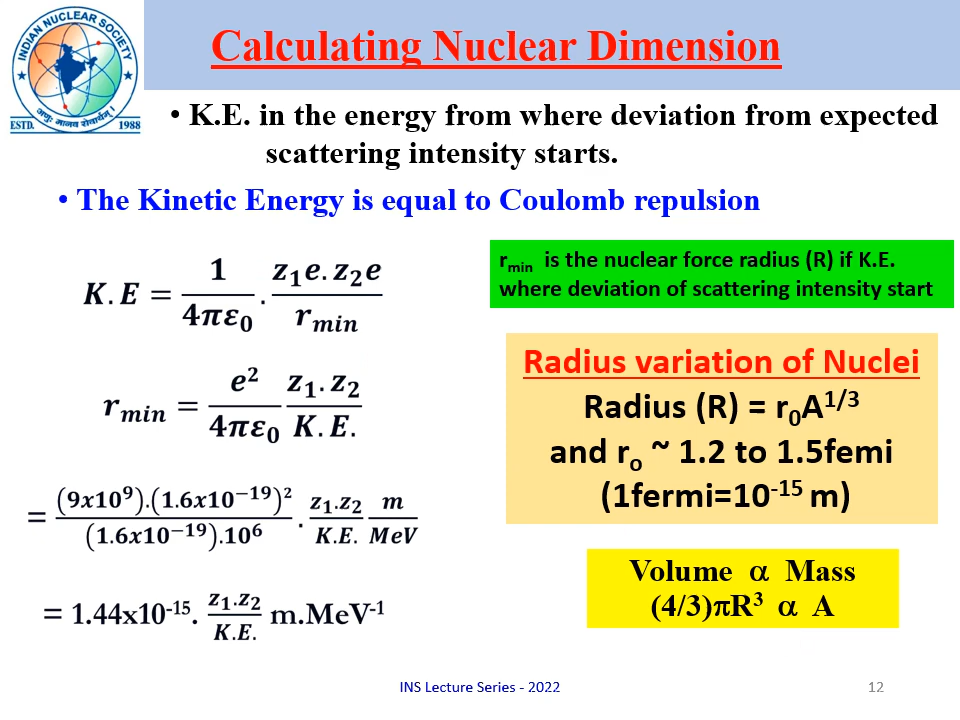 INDIAN NUCLEAR SOCIETY
ESTD. 1988
Calculating Nuclear Dimension
• K.E. in the energy from where deviation from expected
scattering intensity starts.
• The Kinetic Energy is equal to Coulomb repulsion
K.E = 1/(4πε₀) . (z₁e.z₂e)/r_min
r_min = e²/(4πε₀) (z₁.z₂)/(K.E.)
= ((9x10⁹).(1.6x10⁻¹⁹)²)/((1.6x10⁻¹⁹).10⁶) . (z₁.z₂)/(K.E.) m/MeV
= 1.44x10⁻¹⁵. (z₁.z₂)/(K.E.) m.MeV⁻¹
r_min is the nuclear force radius (R) if K.E.
where deviation of scattering intensity start
Radius variation of Nuclei
Radius (R) = r₀A^1/3
and rₒ ~ 1.2 to 1.5femi
(1fermi=10⁻¹⁵ m)
Volume α Mass
(4/3)πR³ α A
INS Lecture Series - 2022
12